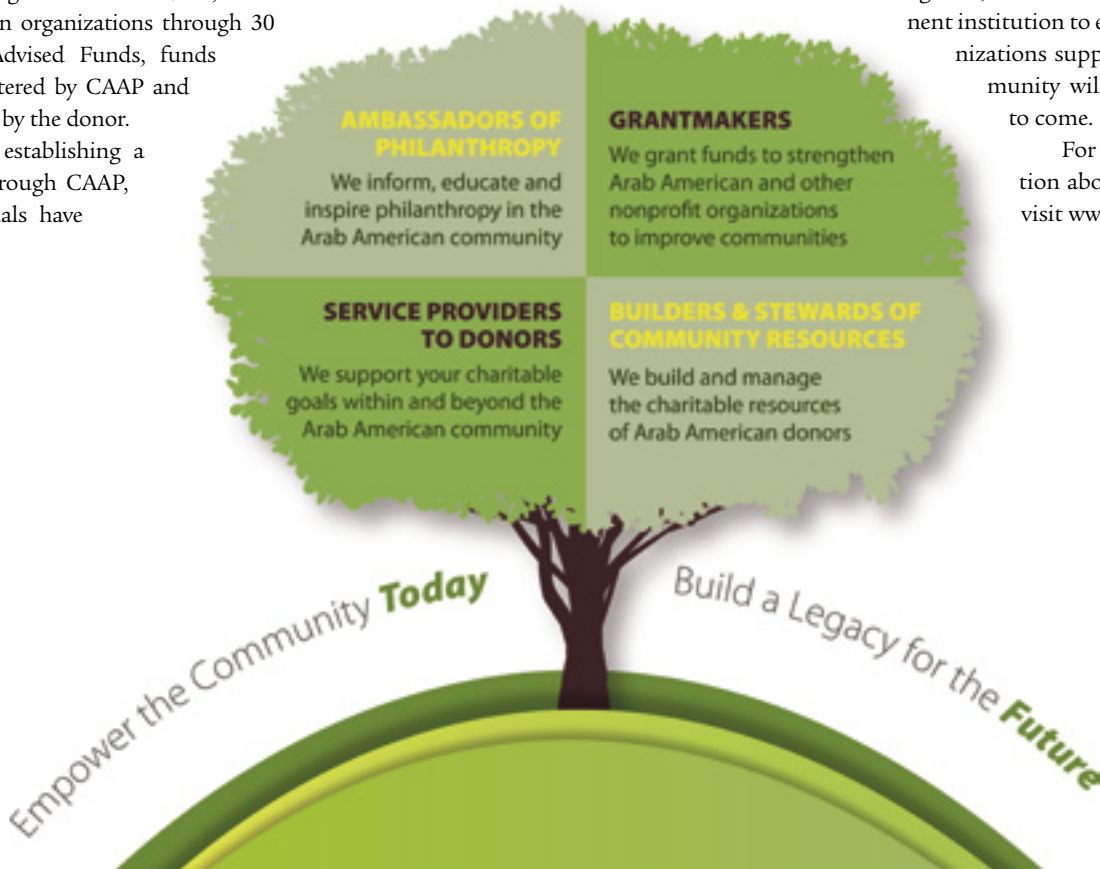 n organizations through 30
dvised Funds, funds
tered by CAAP and
by the donor.
establishing a
rough CAAP,
als have
nent institution to e
nizations supp
munity wil
to come.
For
tion abo
visit ww
AMBASSADORS OF
PHILANTHROPY
We inform, educate and
inspire philanthropy in the
Arab American community
GRANTMAKERS
We grant funds to strengthen
Arab American and other
nonprofit organizations
to improve communities
SERVICE PROVIDERS
TO DONORS
We support your charitable
goals within and beyond the
Arab American community
BUILDERS & STEWARDS OF
COMMUNITY RESOURCES
We build and manage
the charitable resources
of Arab American donors
Empower the Community Today
Build a Legacy for the Future